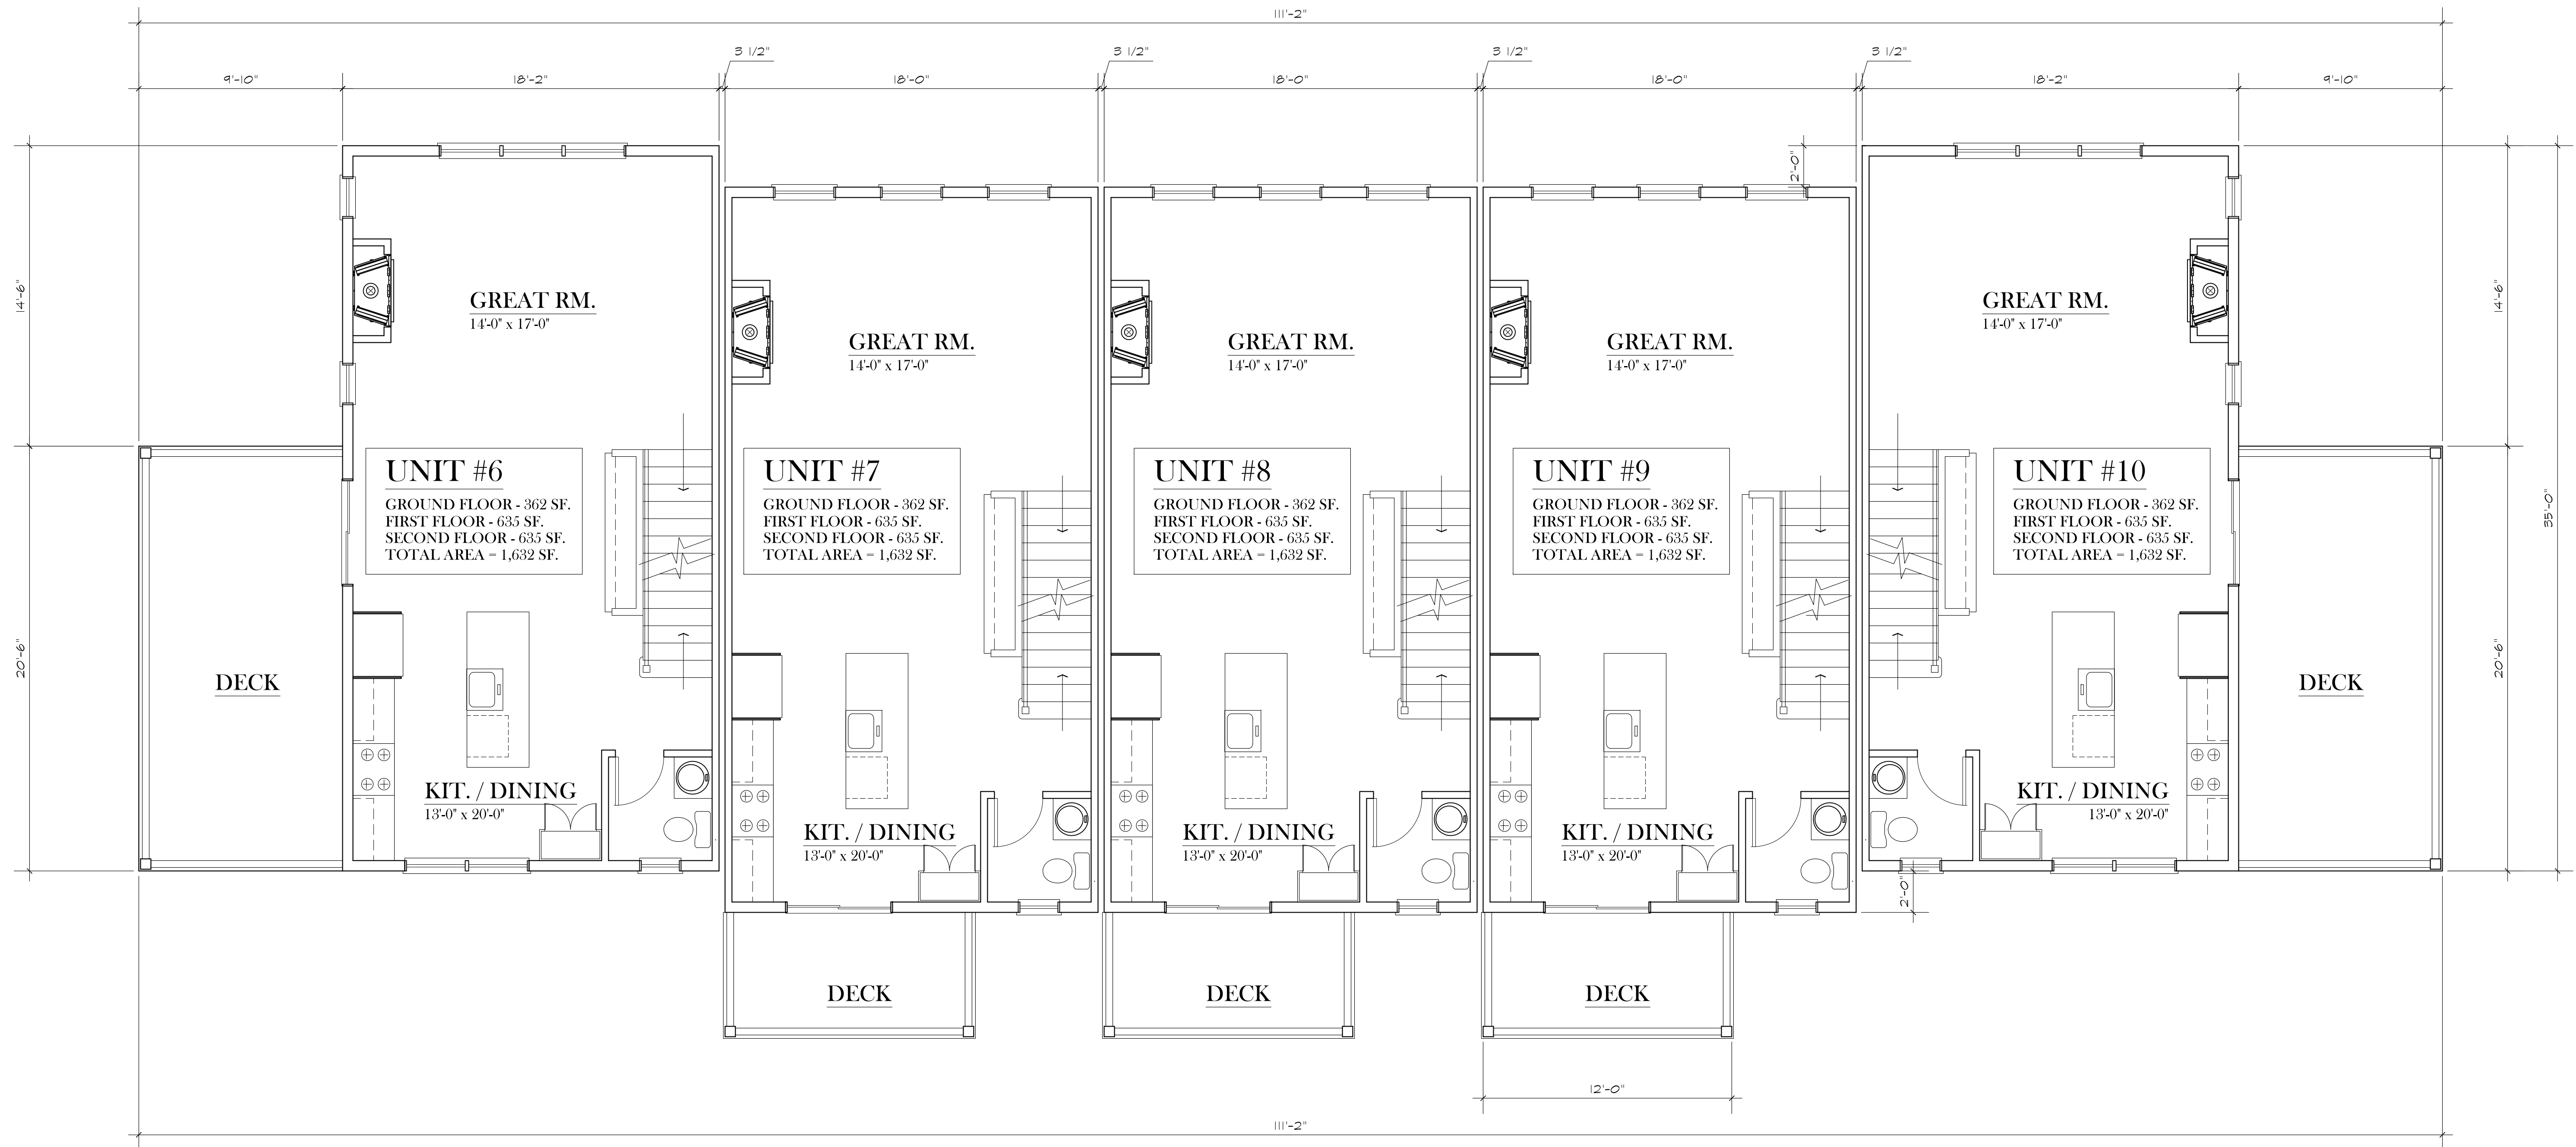 111'-2"
3 1/2"
3 1/2"
3 1/2"
3 1/2"
9'-10"
18'-2"
18'-0"
18'-0"
18'-0"
18'-2"
9'-10"
2'-0"
14'-6"
14'-6"
GREAT RM.
14'-0" x 17'-0"
GREAT RM.
14'-0" x 17'-0"
GREAT RM.
14'-0" x 17'-0"
GREAT RM.
14'-0" x 17'-0"
GREAT RM.
14'-0" x 17'-0"
UNIT #6
GROUND FLOOR - 362 SF.
FIRST FLOOR - 635 SF.
SECOND FLOOR - 635 SF.
TOTAL AREA = 1,632 SF.
UNIT #7
GROUND FLOOR - 362 SF.
FIRST FLOOR - 635 SF.
SECOND FLOOR - 635 SF.
TOTAL AREA = 1,632 SF.
UNIT #8
GROUND FLOOR - 362 SF.
FIRST FLOOR - 635 SF.
SECOND FLOOR - 635 SF.
TOTAL AREA = 1,632 SF.
UNIT #9
GROUND FLOOR - 362 SF.
FIRST FLOOR - 635 SF.
SECOND FLOOR - 635 SF.
TOTAL AREA = 1,632 SF.
UNIT #10
GROUND FLOOR - 362 SF.
FIRST FLOOR - 635 SF.
SECOND FLOOR - 635 SF.
TOTAL AREA = 1,632 SF.
35'-0"
20'-6"
20'-6"
DECK
DECK
KIT. / DINING
13'-0" x 20'-0"
KIT. / DINING
13'-0" x 20'-0"
KIT. / DINING
13'-0" x 20'-0"
KIT. / DINING
13'-0" x 20'-0"
KIT. / DINING
13'-0" x 20'-0"
2'-0"
DECK
DECK
DECK
12'-0"
111'-2"